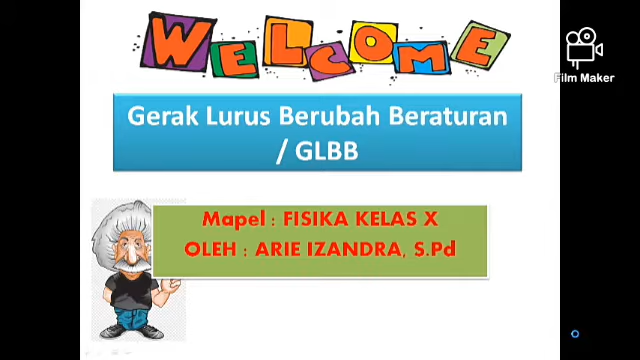 WELCOME
Film Maker
Gerak Lurus Berubah Beraturan
/ GLBB
Mapel : FISIKA KELAS X
OLEH : ARIE IZANDRA, S.Pd